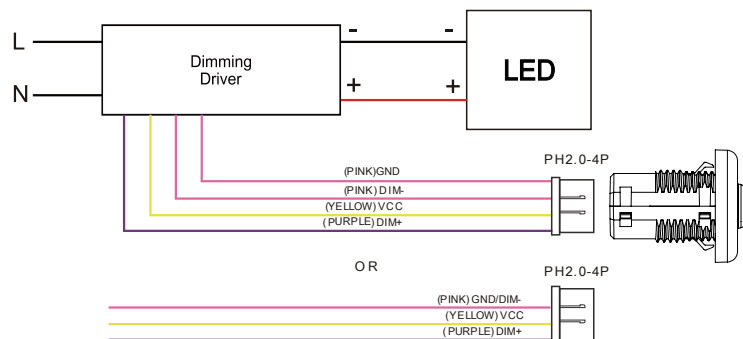 L
N
Dimming
Driver
- -
+ +
LED
PH2.0-4P
(PINK)GND
(PINK) DIM-
(YELLOW) VCC
(PURPLE) DIM+
OR
PH2.0-4P
(PINK) GND/DIM-
(YELLOW) VCC
(PURPLE) DIM+